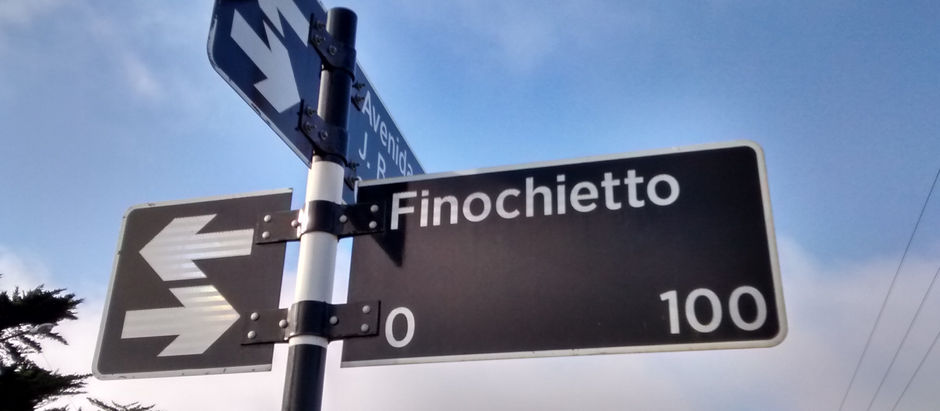 Avenida
J. R
Finochietto
0 100